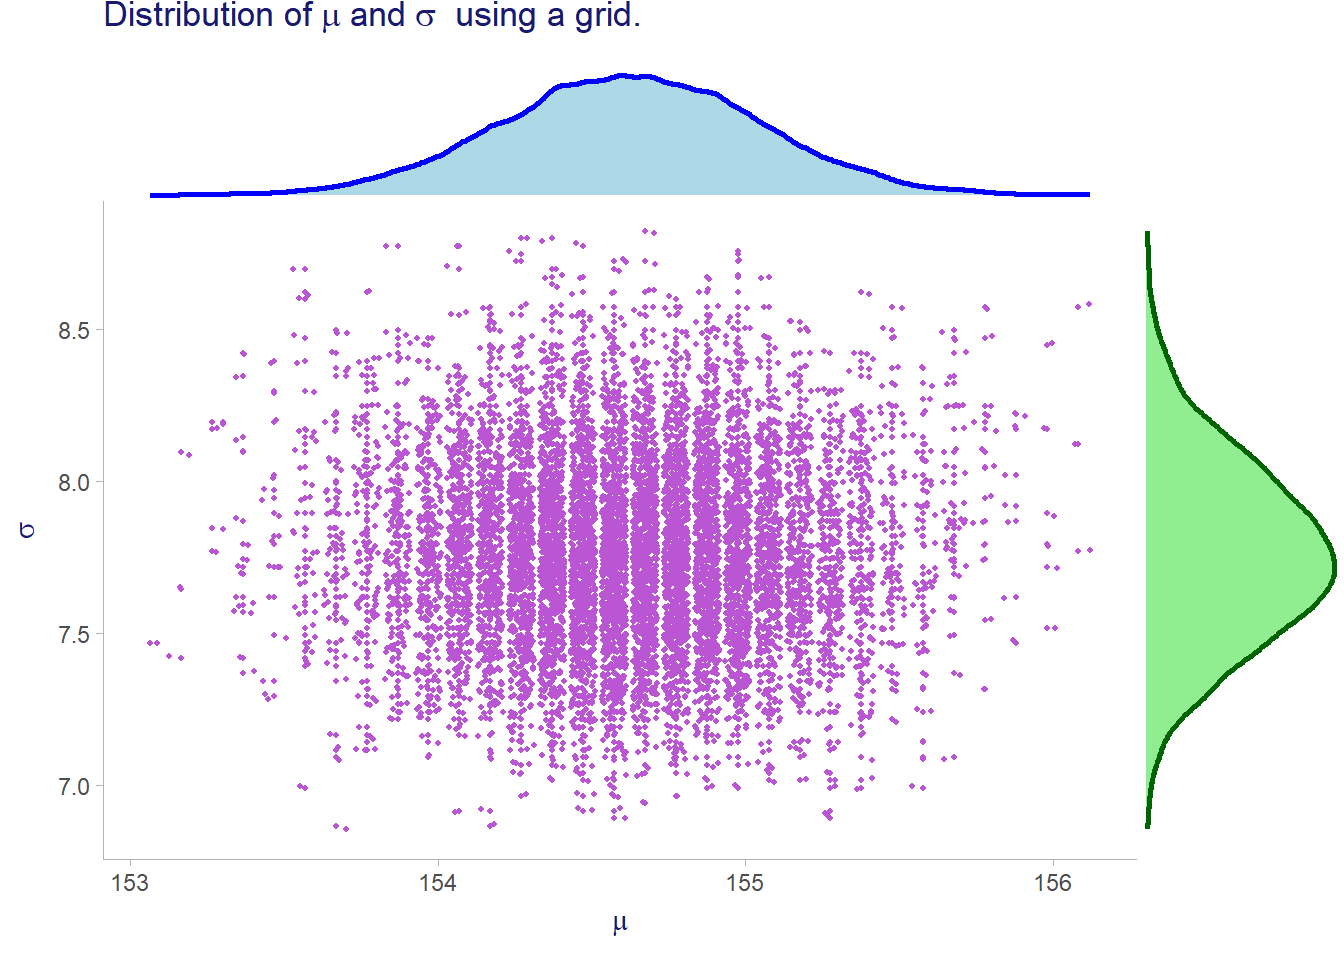 Distribution of μ and σ  using a grid.
8.5
8.0
σ
7.5
7.0
153 154 155 156
μ